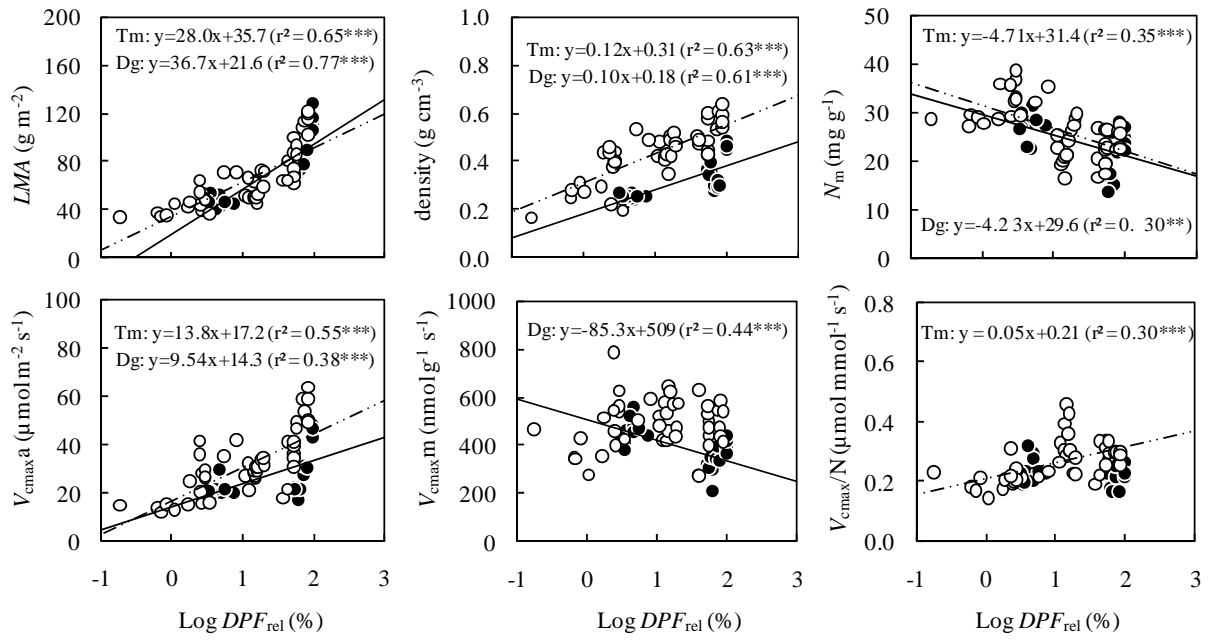 LMA (g m⁻²)
200
160
120
80
40
0
Tm: y=28.0x+35.7 (r²=0.65***)
Dg: y=36.7x+21.6 (r²=0.77***)
density (g cm⁻³)
1.0
0.8
0.6
0.4
0.2
0.0
Tm: y=0.12x+0.31 (r²=0.63***)
Dg: y=0.10x+0.18 (r²=0.61***)
Nm (mg g⁻¹)
50
40
30
20
10
0
Tm: y=-4.71x+31.4 (r²=0.35***)
Dg: y=-4.2 3x+29.6 (r²=0. 30**)
Vcmaxa (µmolm⁻² s⁻¹)
100
80
60
40
20
0
Tm: y=13.8x+17.2 (r²=0.55***)
Dg: y=9.54x+14.3 (r²=0.38***)
-1 0 1 2 3
Log DPFrel (%)
Vcmaxm (nmolg⁻¹ s⁻¹)
1000
800
600
400
200
0
Dg: y=-85.3x+509 (r²=0.44***)
-1 0 1 2 3
Log DPFrel (%)
Vcmax/N (µmol mmol⁻¹ s⁻¹)
0.8
0.6
0.4
0.2
0.0
Tm: y = 0.05x+0.21 (r²=0.30***)
-1 0 1 2 3
Log DPFrel (%)